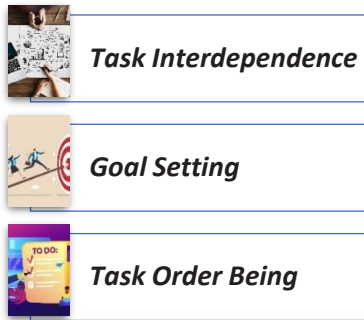 Task Interdependence
Goal Setting
TO DO:
Task Order Being